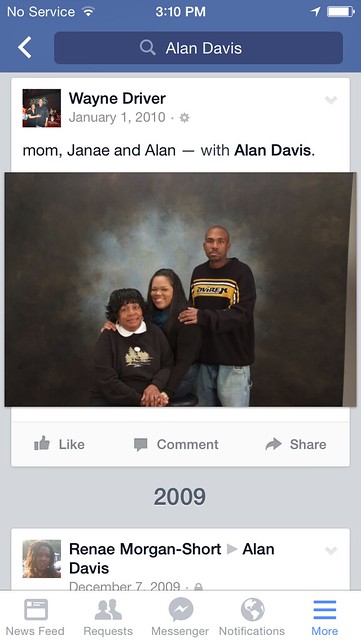 No Service 3:10 PM
Alan Davis
Wayne Driver
January 1, 2010 ·
mom, Janae and Alan — with Alan Davis.
Like Comment Share
2009
Renae Morgan-Short ▶ Alan
Davis
December 7, 2009 ·
News Feed Requests Messenger Notifications More